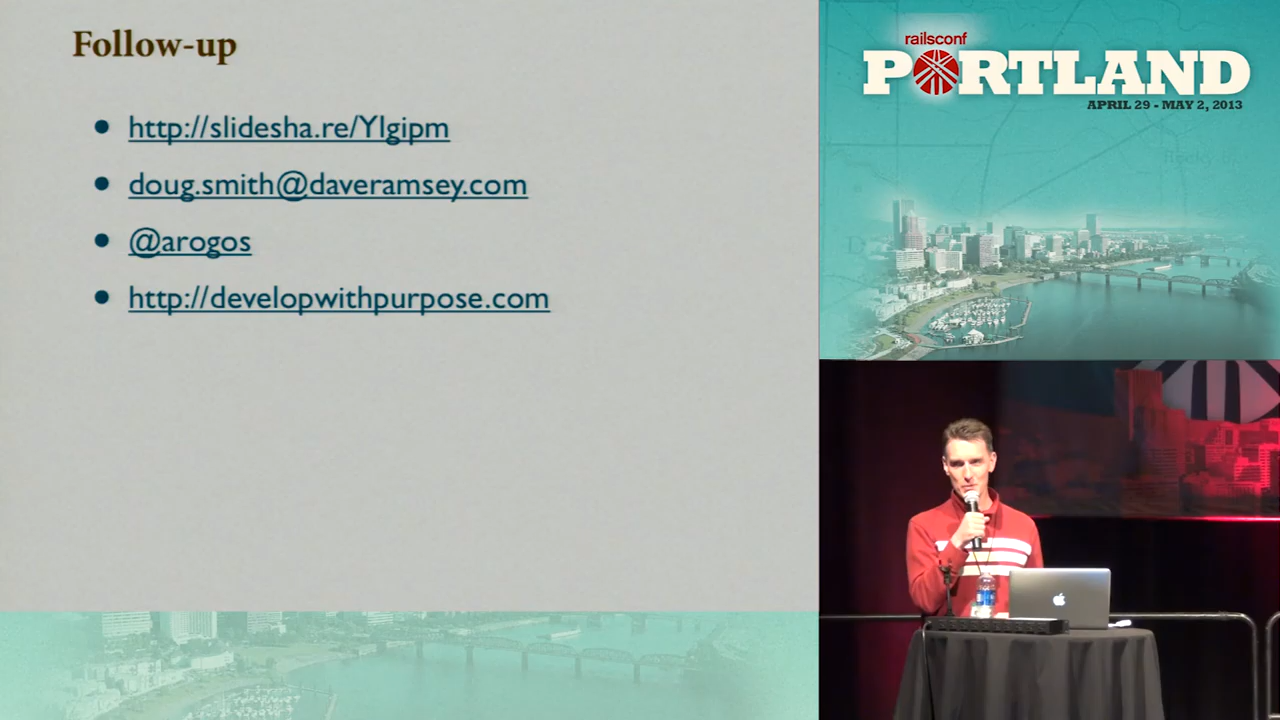 Follow-up
http://slidesha.re/YIgipm
doug.smith@daveramsey.com
@arogos
http://developwithpurpose.com
railsconf
PORTLAND
APRIL 29 - MAY 2, 2013